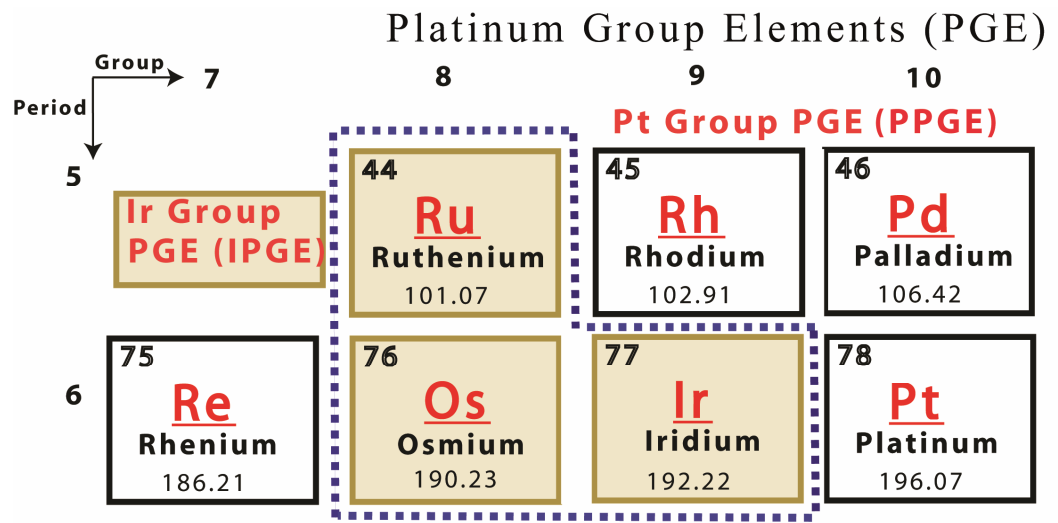 Platinum Group Elements (PGE)
Group
7
8
9
10
Period
Pt Group PGE (PPGE)
5
Ir Group
PGE (IPGE)
44
Ru
Ruthenium
101.07
45
Rh
Rhodium
102.91
46
Pd
Palladium
106.42
6
75
Re
Rhenium
186.21
76
Os
Osmium
190.23
77
Ir
Iridium
192.22
78
Pt
Platinum
196.07